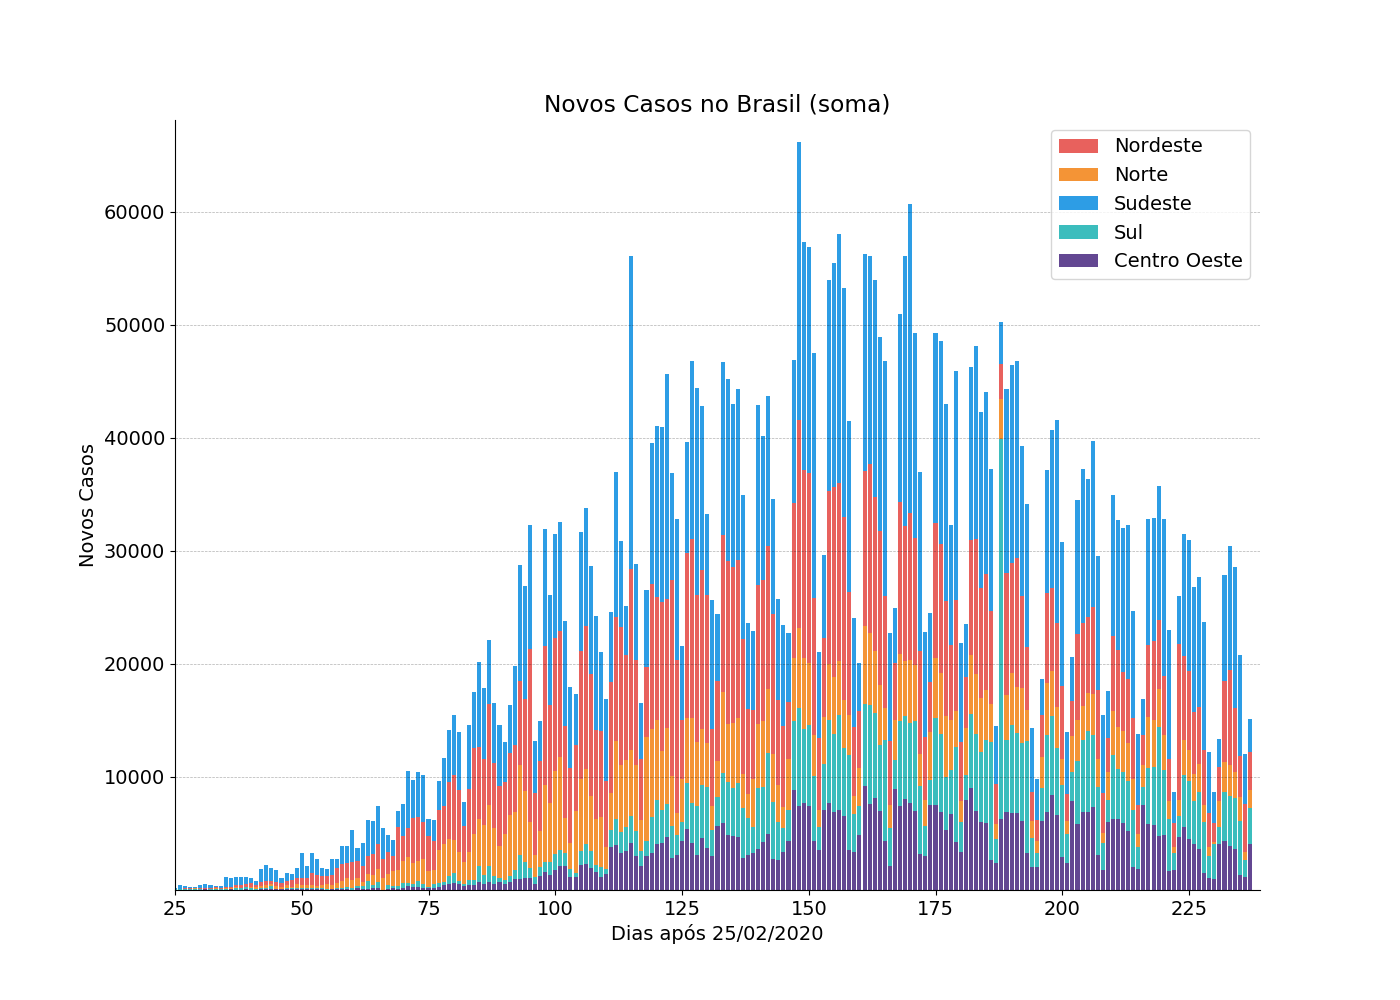 Novos Casos no Brasil (soma)
Nordeste
Norte
Sudeste
Sul
Centro Oeste
60000
50000
40000
30000
20000
10000
Novos Casos
25 50 75 100 125 150 175 200 225
Dias após 25/02/2020